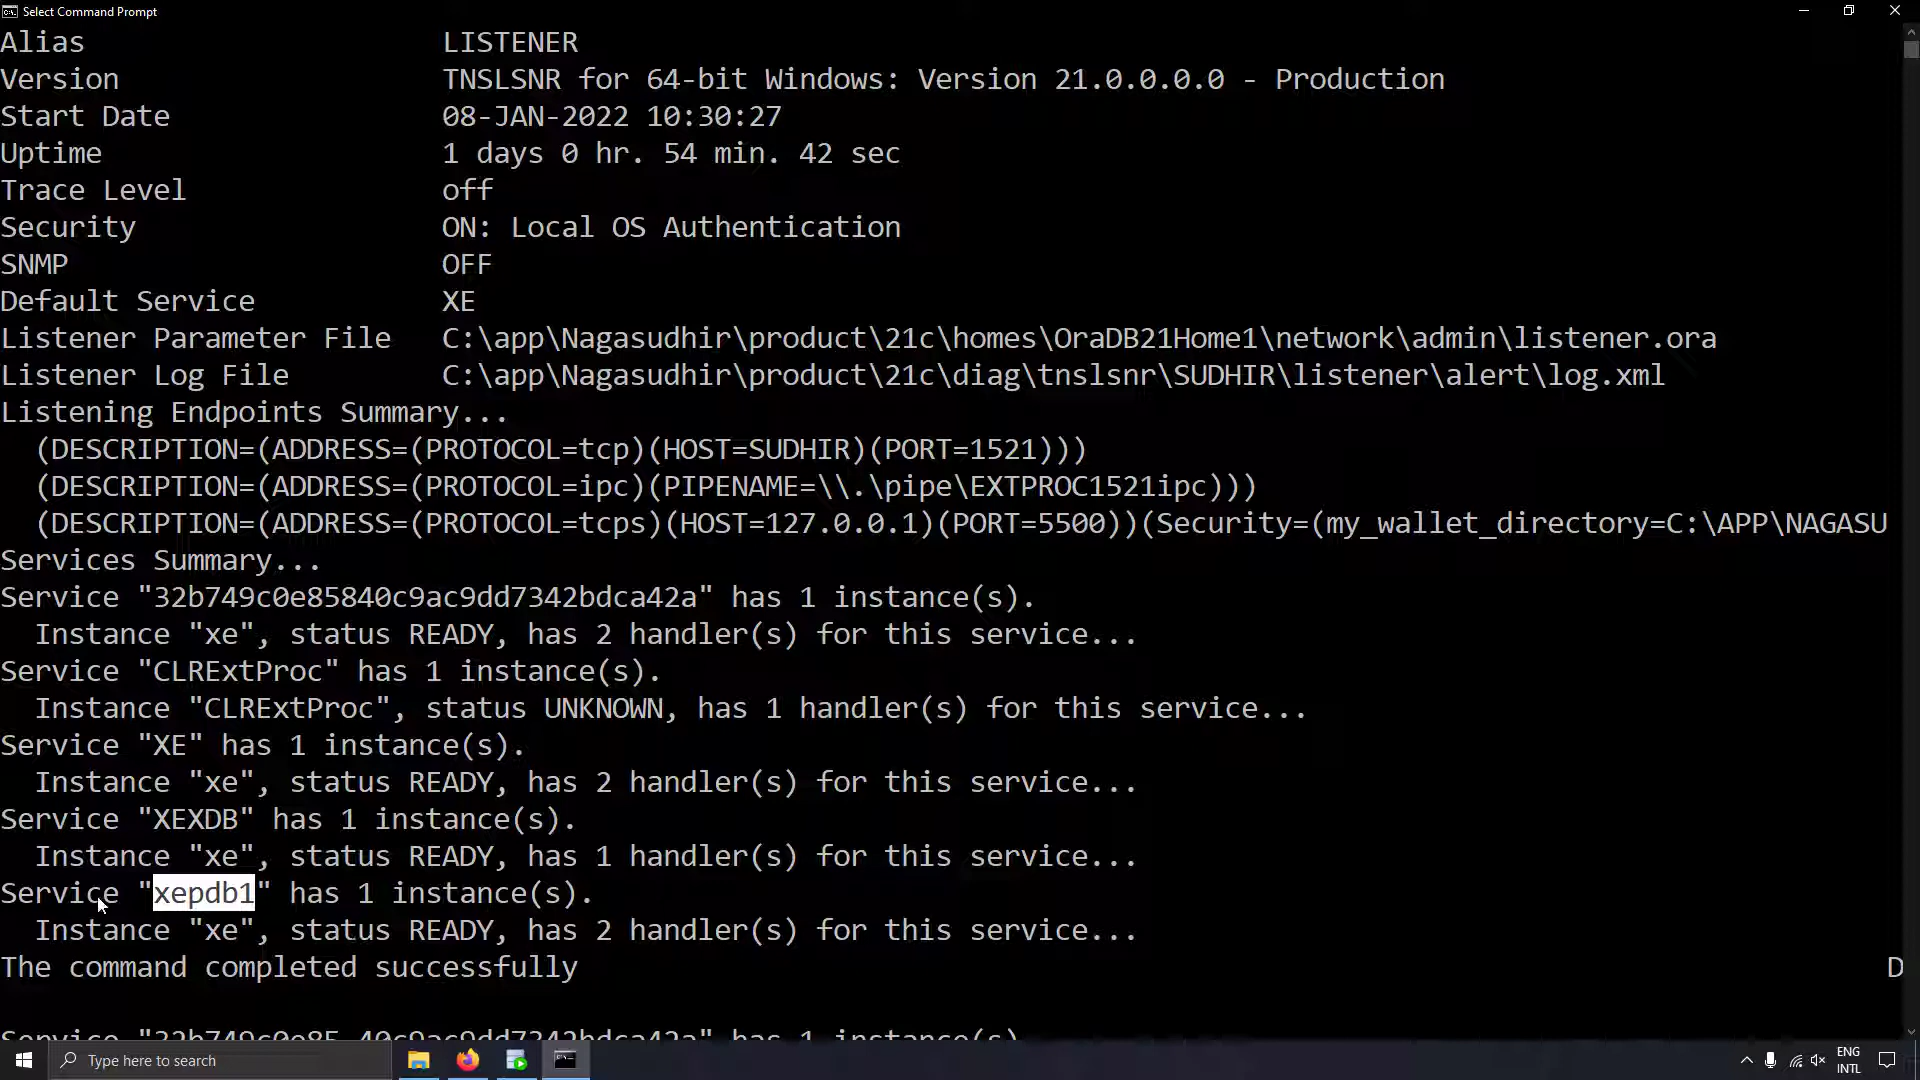 Select Command Prompt
Alias LISTENER
Version TNSLSNR for 64-bit Windows: Version 21.0.0.0.0 - Production
Start Date 08-JAN-2022 10:30:27
Uptime 1 days 0 hr. 54 min. 42 sec
Trace Level off
Security ON: Local OS Authentication
SNMP OFF
Default Service XE
Listener Parameter File C:\app\Nagasudhir\product\21c\homes\OraDB21Home1\network\admin\listener.ora
Listener Log File C:\app\Nagasudhir\product\21c\diag\tnslsnr\SUDHIR\listener\alert\log.xml
Listening Endpoints Summary...
(DESCRIPTION=(ADDRESS=(PROTOCOL=tcp)(HOST=SUDHIR)(PORT=1521)))
(DESCRIPTION=(ADDRESS=(PROTOCOL=ipc)(PIPENAME=\\.\pipe\EXTPROC1521ipc)))
(DESCRIPTION=(ADDRESS=(PROTOCOL=tcps)(HOST=127.0.0.1)(PORT=5500))(Security=(my_wallet_directory=C:\APP\NAGASU
Services Summary...
Service "32b749c0e85840c9ac9dd7342bdca42a" has 1 instance(s).
Instance "xe", status READY, has 2 handler(s) for this service...
Service "CLRExtProc" has 1 instance(s).
Instance "CLRExtProc", status UNKNOWN, has 1 handler(s) for this service...
Service "XE" has 1 instance(s).
Instance "xe", status READY, has 2 handler(s) for this service...
Service "XEXDB" has 1 instance(s).
Instance "xe", status READY, has 1 handler(s) for this service...
Service "xepdb1" has 1 instance(s).
Instance "xe", status READY, has 2 handler(s) for this service...
The command completed successfully D
Service has 1 instance(s)
Type here to search
ENG
INTL